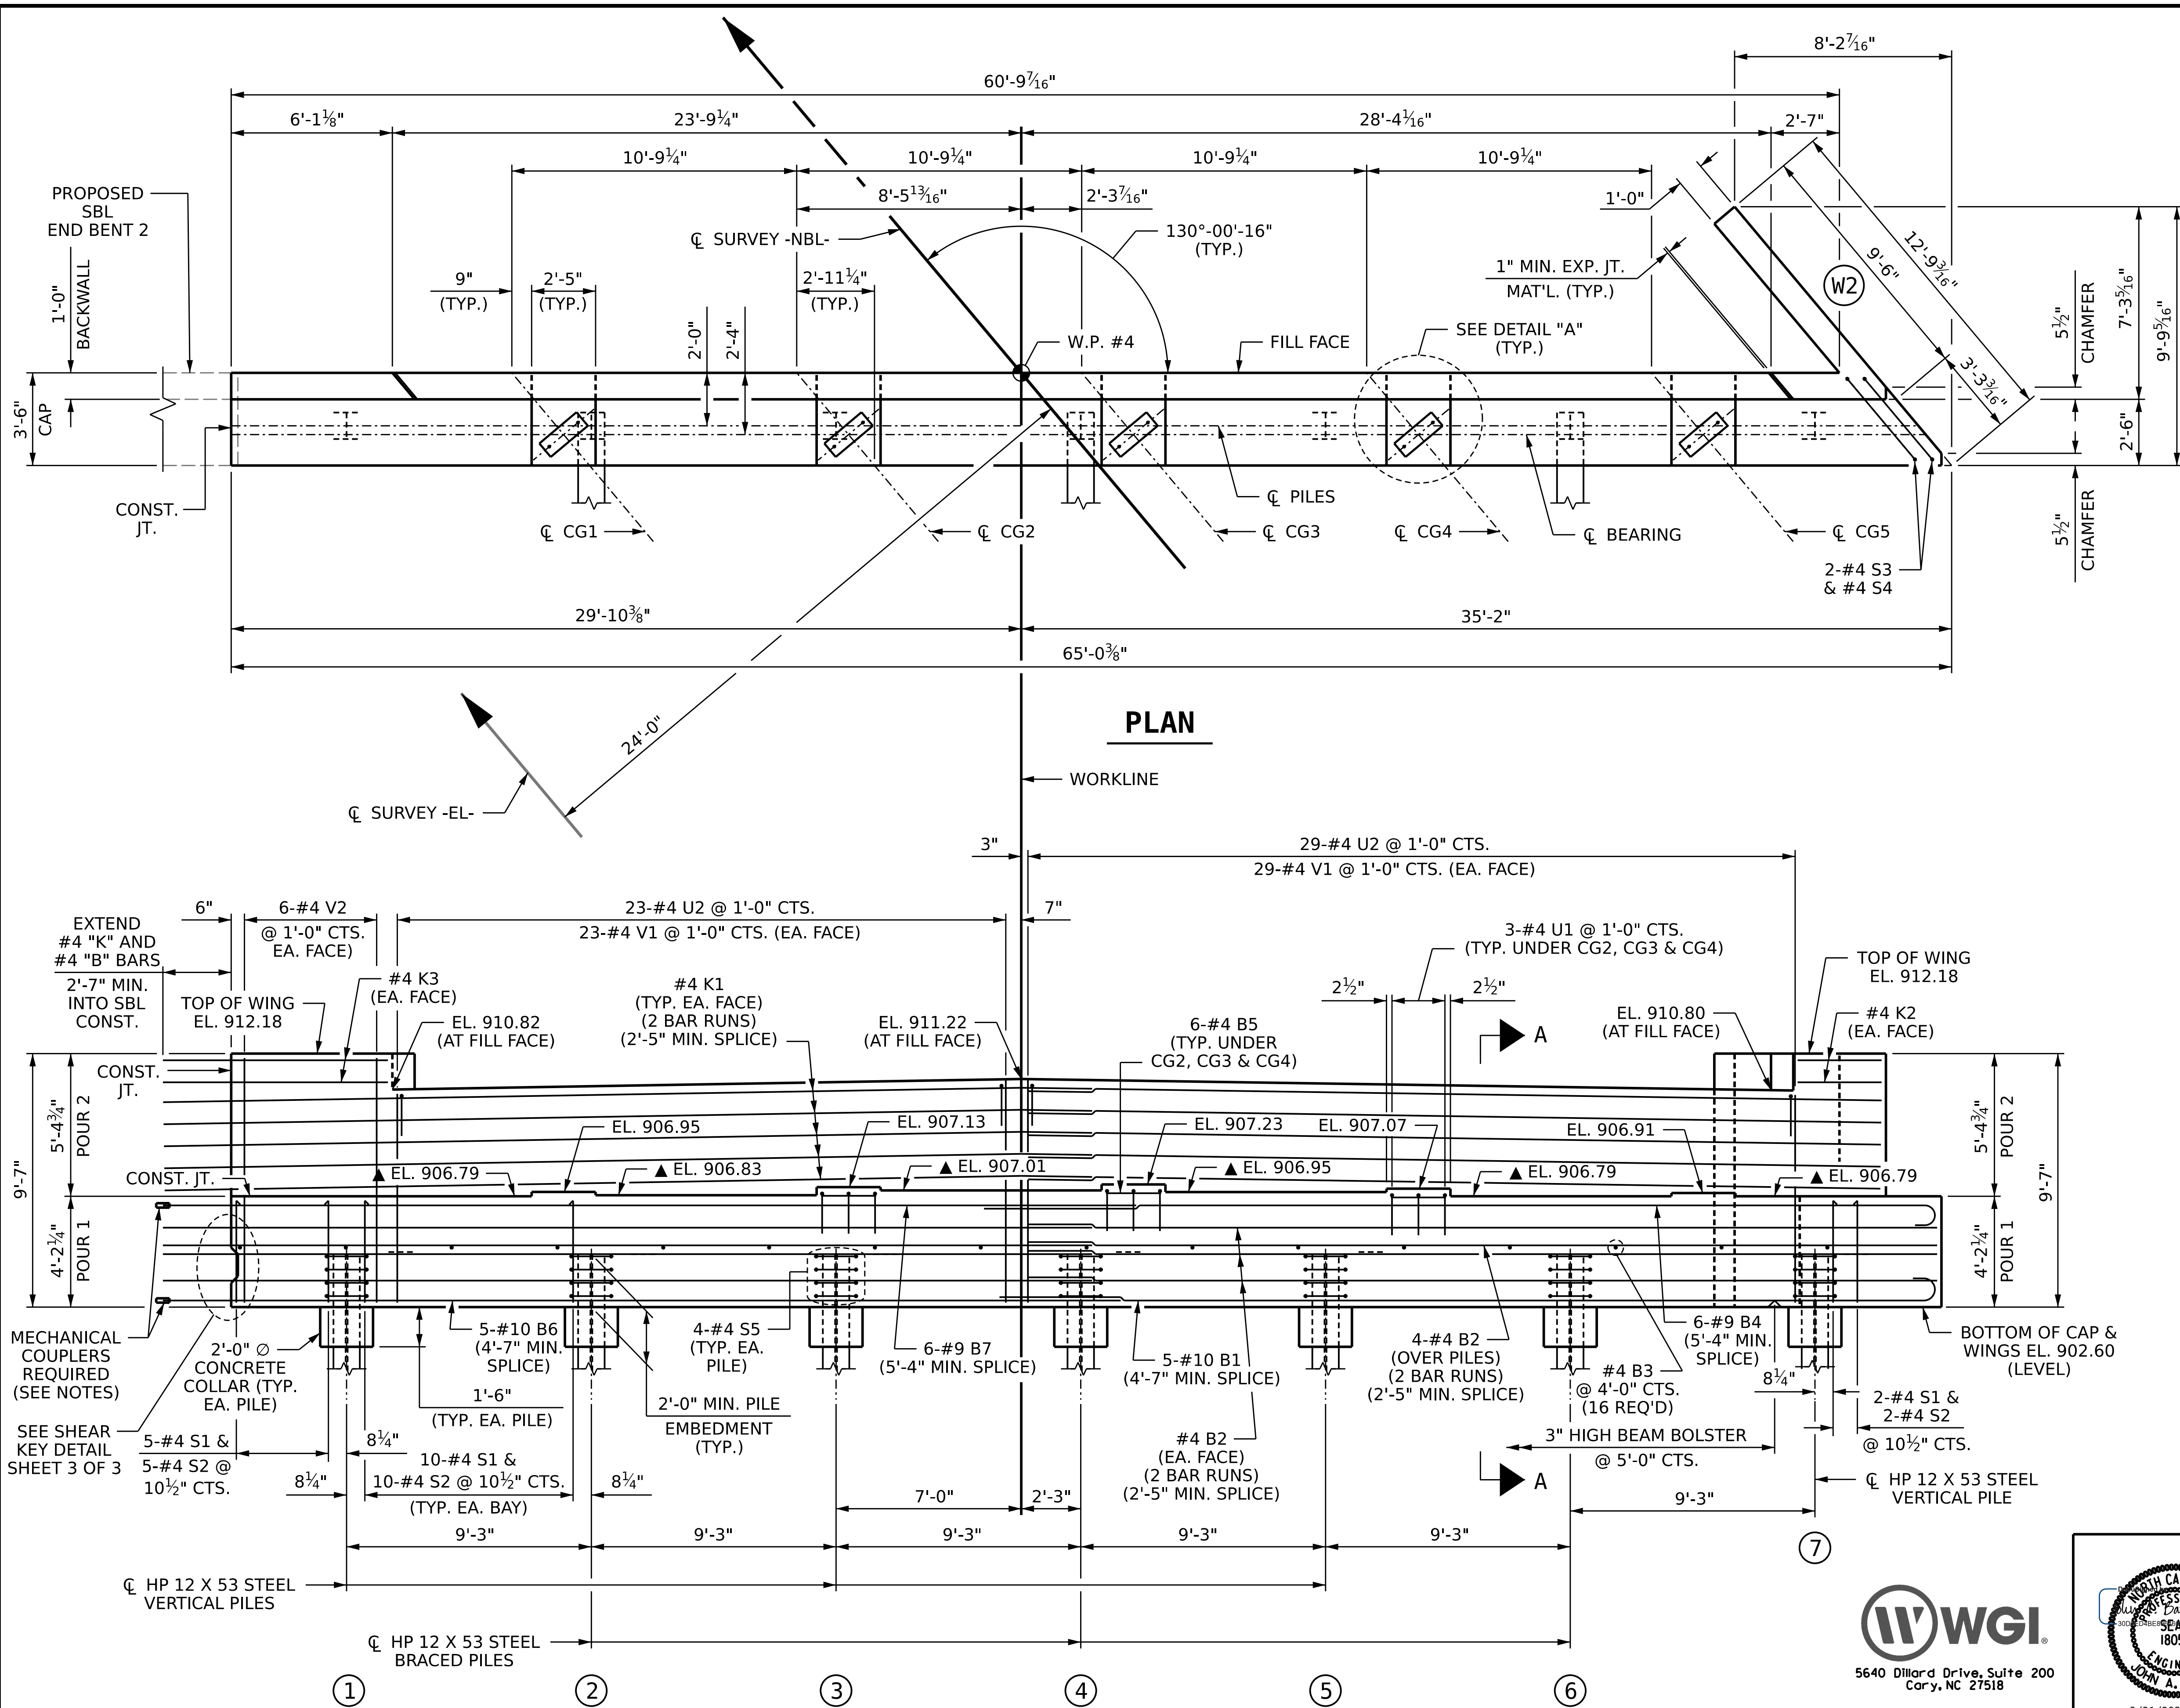 8'-2 7/16"
60'-9 7/16"
6'-1 1/8"
23'-9 1/4"
28'-4 1/16"
2'-7"
10'-9 1/4"
10'-9 1/4"
10'-9 1/4"
10'-9 1/4"
8'-5 13/16"
2'-3 7/16"
1'-0"
PROPOSED
SBL
END BENT 2
℄ SURVEY -NBL-
130°-00'-16"
(TYP.)
12'-9 3/16"
9'-6"
W2
1'-0"
BACKWALL
9"
(TYP.)
2'-5"
(TYP.)
2'-11 1/4"
(TYP.)
1" MIN. EXP. JT.
MAT'L. (TYP.)
5 1/2"
CHAMFER
7'-3 5/16"
9'-9 5/16"
2'-0"
2'-4"
W.P. #4
FILL FACE
SEE DETAIL "A"
(TYP.)
3'-3 3/16"
3'-6"
CAP
2'-6"
CONST.
JT.
℄ PILES
℄ CG1
℄ CG2
℄ CG3
℄ CG4
℄ BEARING
℄ CG5
5 1/2"
CHAMFER
2-#4 S3
& #4 S4
29'-10 3/8"
35'-2"
65'-0 3/8"
PLAN
24'-0"
WORKLINE
℄ SURVEY -EL-
3"
29-#4 U2 @ 1'-0" CTS.
29-#4 V1 @ 1'-0" CTS. (EA. FACE)
EXTEND
#4 "K" AND
#4 "B" BARS
2'-7" MIN.
INTO SBL
CONST.
6"
6-#4 V2
@ 1'-0" CTS.
EA. FACE)
23-#4 U2 @ 1'-0" CTS.
23-#4 V1 @ 1'-0" CTS. (EA. FACE)
7"
3-#4 U1 @ 1'-0" CTS.
(TYP. UNDER CG2, CG3 & CG4)
TOP OF WING
EL. 912.18
#4 K3
(EA. FACE)
#4 K1
(TYP. EA. FACE)
(2 BAR RUNS)
(2'-5" MIN. SPLICE)
2 1/2"
2 1/2"
TOP OF WING
EL. 912.18
EL. 910.82
(AT FILL FACE)
EL. 911.22
(AT FILL FACE)
6-#4 B5
(TYP. UNDER
CG2, CG3 & CG4)
A
EL. 910.80
(AT FILL FACE)
#4 K2
(EA. FACE)
CONST.
JT.
9'-7"
5'-4 3/4"
POUR 2
EL. 906.95
EL. 907.13
EL. 907.23
EL. 907.07
EL. 906.91
5'-4 3/4"
POUR 2
9'-7"
CONST. JT.
▲ EL. 906.79
▲ EL. 906.83
▲ EL. 907.01
▲ EL. 906.95
▲ EL. 906.79
▲ EL. 906.79
4'-2 1/4"
POUR 1
4'-2 1/4"
POUR 1
MECHANICAL
COUPLERS
REQUIRED
(SEE NOTES)
2'-0" ∅
CONCRETE
COLLAR (TYP.
EA. PILE)
5-#10 B6
(4'-7" MIN.
SPLICE)
4-#4 S5
(TYP. EA.
PILE)
6-#9 B7
(5'-4" MIN. SPLICE)
5-#10 B1
(4'-7" MIN. SPLICE)
4-#4 B2
(OVER PILES)
(2 BAR RUNS)
(2'-5" MIN. SPLICE)
#4 B3
@ 4'-0" CTS.
(16 REQ'D)
6-#9 B4
(5'-4" MIN.
SPLICE)
BOTTOM OF CAP &
WINGS EL. 902.60
(LEVEL)
8 1/4"
2-#4 S1 &
2-#4 S2
@ 10 1/2" CTS.
1'-6"
(TYP. EA. PILE)
2'-0" MIN. PILE
EMBEDMENT
(TYP.)
SEE SHEAR
KEY DETAIL
SHEET 3 OF 3
5-#4 S1 &
5-#4 S2 @
10 1/2" CTS.
8 1/4"
8 1/4"
10-#4 S1 &
10-#4 S2 @ 10 1/2" CTS.
(TYP. EA. BAY)
8 1/4"
#4 B2
(EA. FACE)
(2 BAR RUNS)
(2'-5" MIN. SPLICE)
3" HIGH BEAM BOLSTER
@ 5'-0" CTS.
A
℄ HP 12 X 53 STEEL
VERTICAL PILE
7'-0"
2'-3"
9'-3"
9'-3"
9'-3"
9'-3"
9'-3"
9'-3"
7
℄ HP 12 X 53 STEEL
VERTICAL PILES
℄ HP 12 X 53 STEEL
BRACED PILES
1
2
3
4
5
6
WGI®
5640 Dillard Drive, Suite 200
Cary, NC 27518